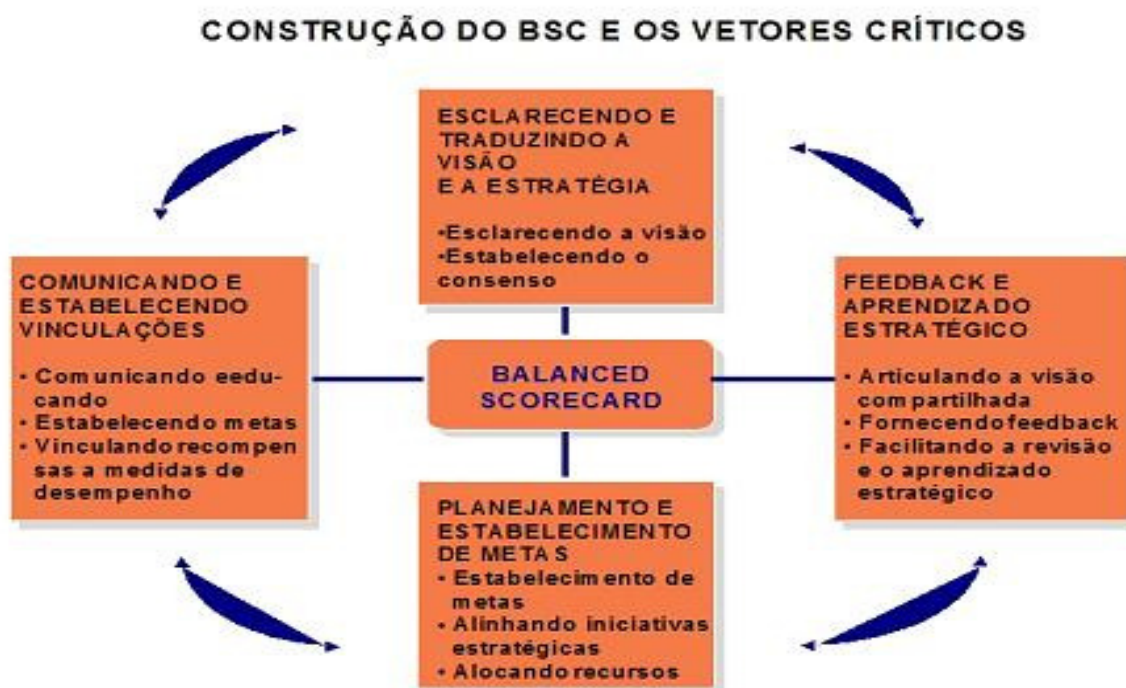 CONSTRUÇÃO DO BSC E OS VETORES CRÍTICOS
ESCLARECENDO E
TRADUZINDO A
VISÃO
E A ESTRATÉGIA
•Esclarecendo a visão
•Estabelecendo o
consenso
COMUNICANDO E
ESTABELECENDO
VINCULAÇÕES
• Comunicando eedu-
cando
• Estabelecendo metas
• Vinculando recompen
sas a medidas de
desempenho
BALANCED
SCORECARD
FEEDBACK E
APRENDIZADO
ESTRATÉGICO
• Articulando a visão
compartilhada
• Fornecendo feedback
• Facilitando a revisão
e o aprendizado
estratégico
PLANEJAMENTO E
ESTABELECIMENTO
DE METAS
• Estabelecimento de
metas
• Alinhando iniciativas
estratégicas
• Alocando recursos